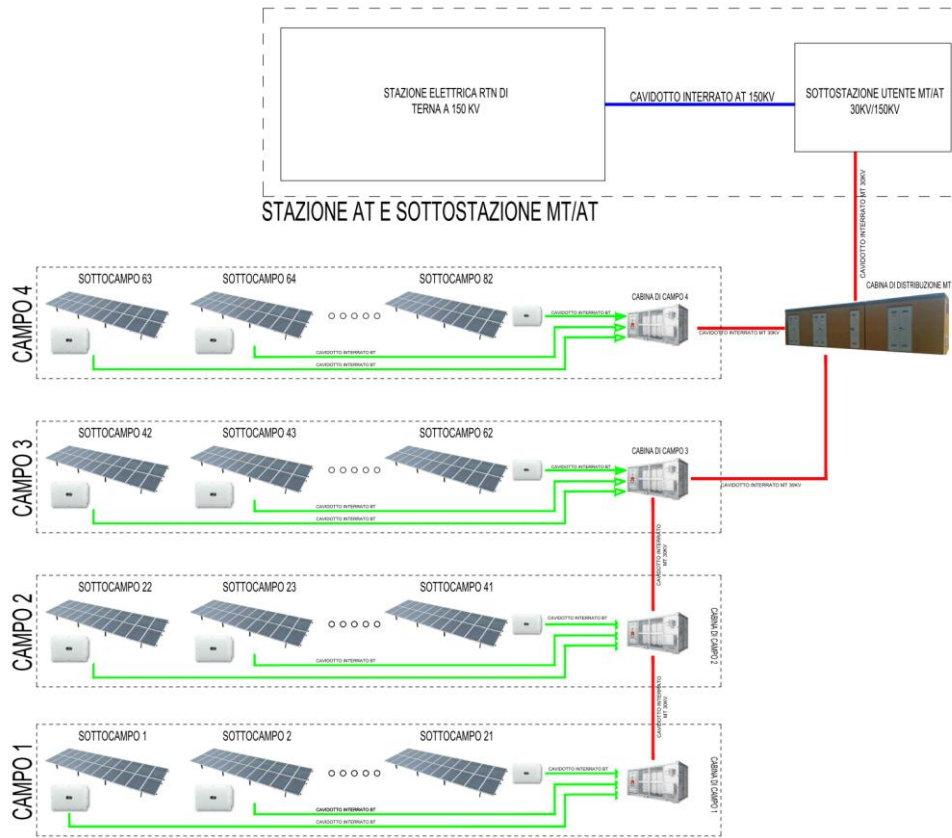 STAZIONE ELETTRICA RTN DI
TERNA A 150 KV
CAVIDOTTO INTERRATO AT 150KV
SOTTOSTAZIONE UTENTE MT/AT
30KV/150KV
STAZIONE AT E SOTTOSTAZIONE MT/AT
CAVIDOTTO INTERRATO MT 30KV
CABINA DI DISTRIBUZIONE MT
CAMPO 4
SOTTOCAMPO 63
SOTTOCAMPO 64
SOTTOCAMPO 82
CABINA DI CAMPO 4
CAVIDOTTO INTERRATO BT
CAVIDOTTO INTERRATO BT
CAVIDOTTO INTERRATO BT
CAVIDOTTO INTERRATO MT 30KV
CAMPO 3
SOTTOCAMPO 42
SOTTOCAMPO 43
SOTTOCAMPO 62
CABINA DI CAMPO 3
CAVIDOTTO INTERRATO BT
CAVIDOTTO INTERRATO BT
CAVIDOTTO INTERRATO BT
CAVIDOTTO INTERRATO MT 30KV
CAVIDOTTO INTERRATO
MT 30KV
CAMPO 2
SOTTOCAMPO 22
SOTTOCAMPO 23
SOTTOCAMPO 41
CABINA DI CAMPO 2
CAVIDOTTO INTERRATO BT
CAVIDOTTO INTERRATO BT
CAVIDOTTO INTERRATO BT
CAVIDOTTO INTERRATO
MT 30KV
CAMPO 1
SOTTOCAMPO 1
SOTTOCAMPO 2
SOTTOCAMPO 21
CABINA DI CAMPO 1
CAVIDOTTO INTERRATO BT
CAVIDOTTO INTERRATO BT
CAVIDOTTO INTERRATO BT